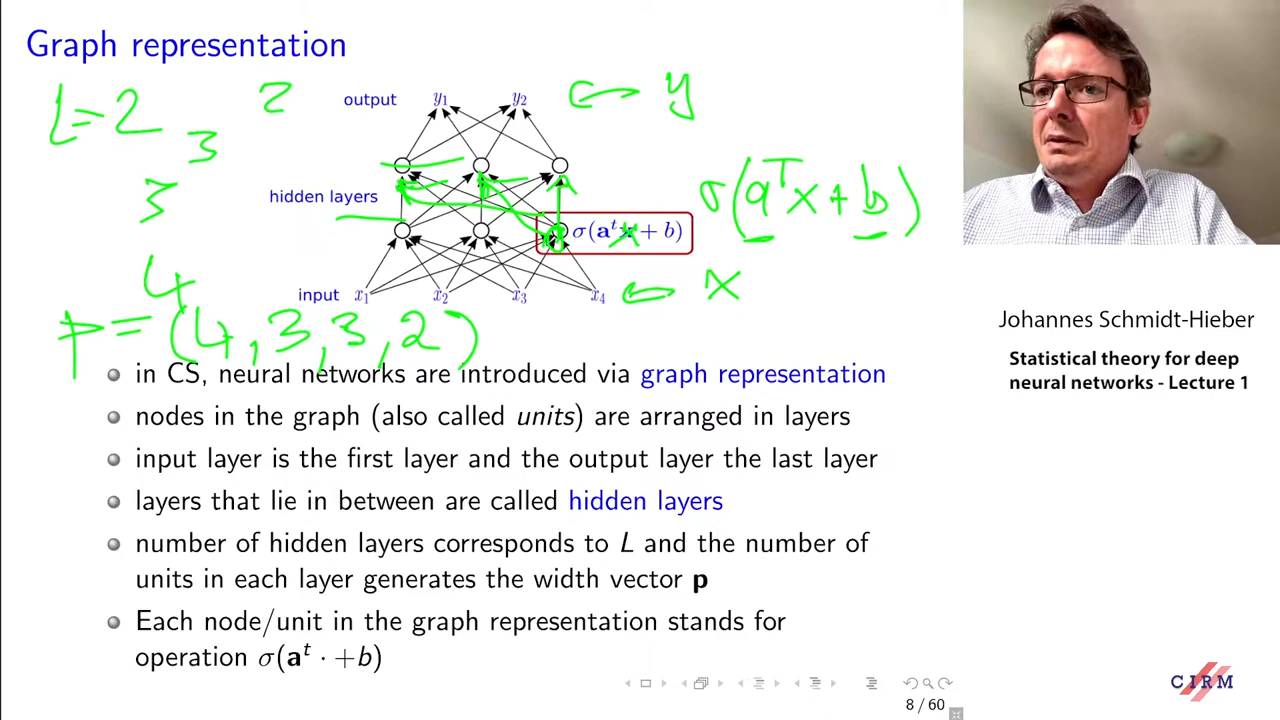 Graph representation
L=2
2
output y₁ y₂
y
3
hidden layers
3
σ(aᵗx + b)
σ(aᵀx + b)
4
input x₁ x₂ x₃ x₄
x
p = (4, 3, 3, 2)
in CS, neural networks are introduced via graph representation
nodes in the graph (also called units) are arranged in layers
input layer is the first layer and the output layer the last layer
layers that lie in between are called hidden layers
number of hidden layers corresponds to L and the number of
units in each layer generates the width vector p
Each node/unit in the graph representation stands for
operation σ(aᵗ · +b)
8 / 60
Johannes Schmidt-Hieber
Statistical theory for deep
neural networks - Lecture 1
CIRM